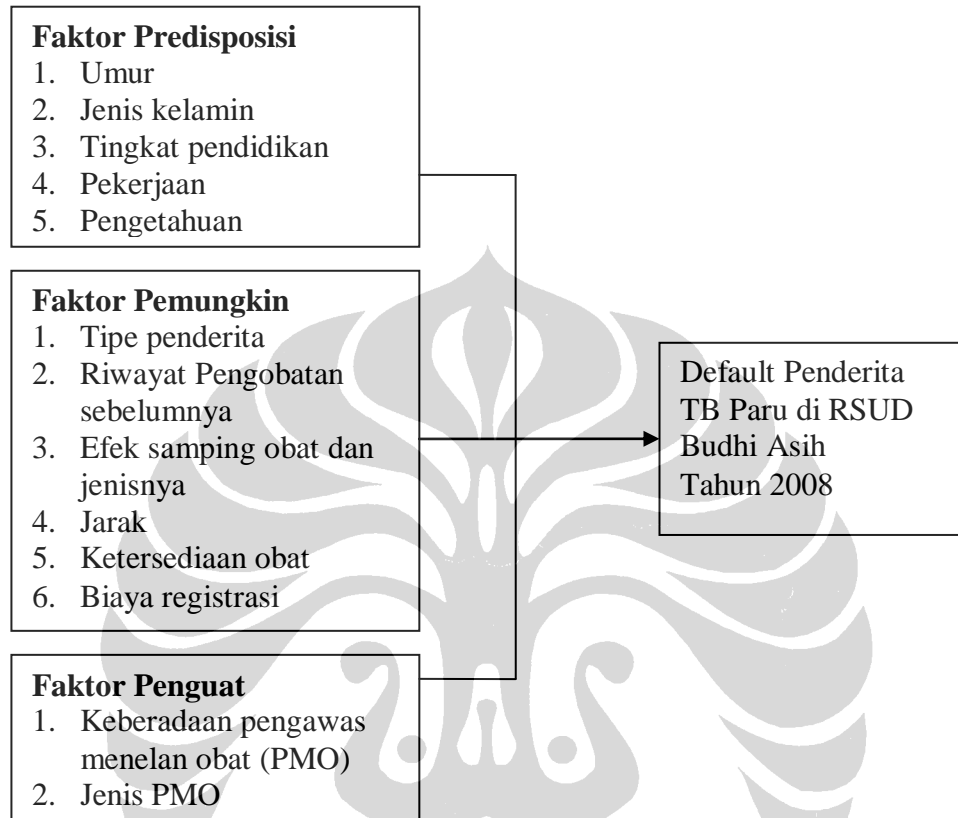 Faktor Predisposisi
1. Umur
2. Jenis kelamin
3. Tingkat pendidikan
4. Pekerjaan
5. Pengetahuan
Faktor Pemungkin
1. Tipe penderita
2. Riwayat Pengobatan
sebelumnya
3. Efek samping obat dan
jenisnya
4. Jarak
5. Ketersediaan obat
6. Biaya registrasi
Faktor Penguat
1. Keberadaan pengawas
menelan obat (PMO)
2. Jenis PMO
Default Penderita
TB Paru di RSUD
Budhi Asih
Tahun 2008